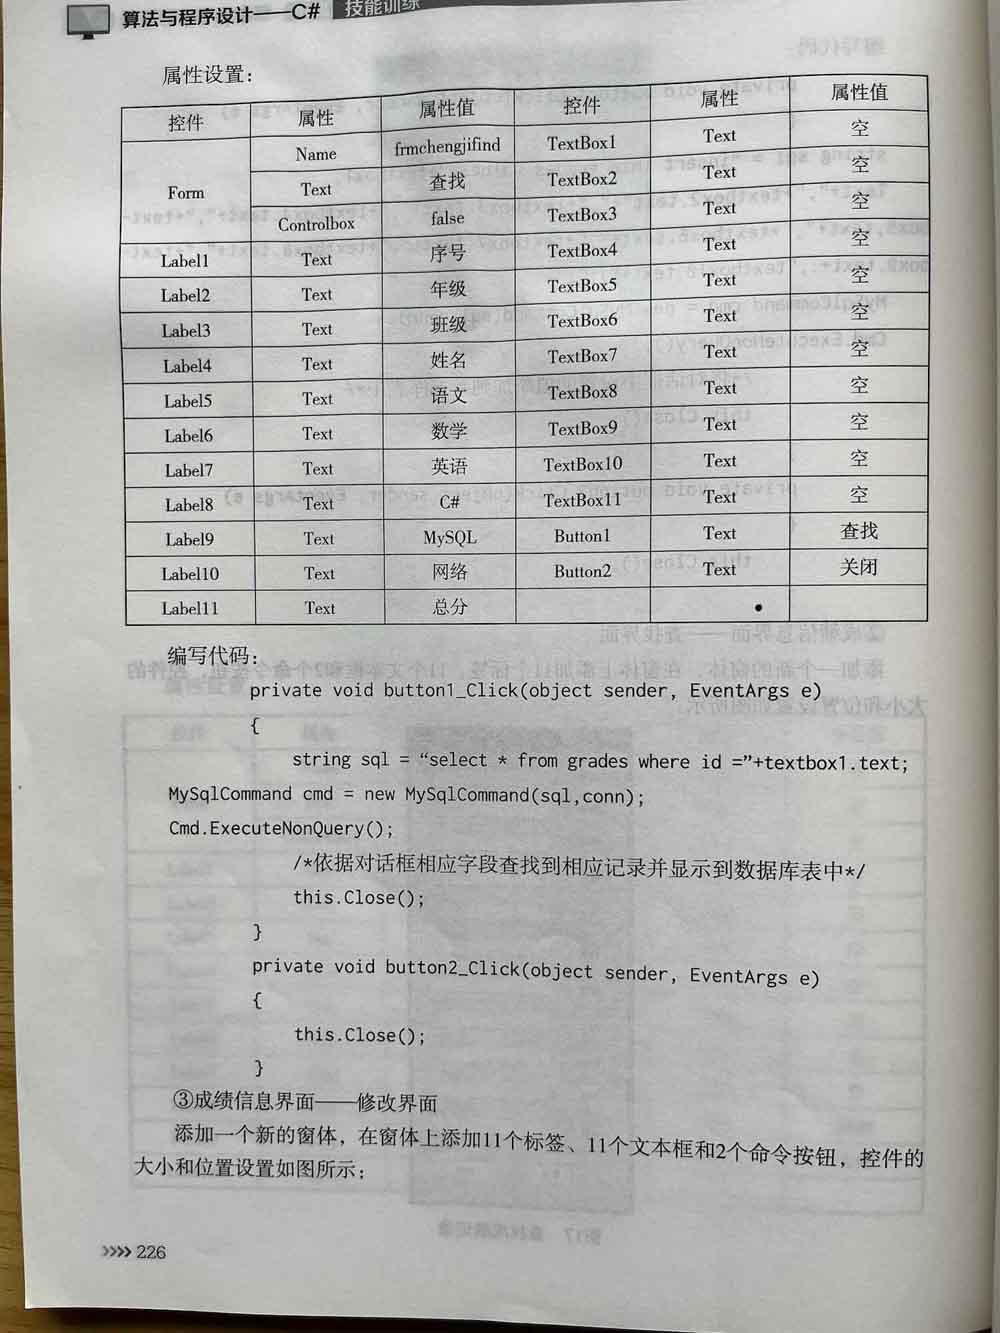 算法与程序设计——C# 技能训练
属性设置：
控件 属性 属性值 控件 属性 属性值
Form Name frmchengjifind TextBox1 Text 空
Text 查找 TextBox2 Text 空
Controlbox false TextBox3 Text 空
Label1 Text 序号 TextBox4 Text 空
Label2 Text 年级 TextBox5 Text 空
Label3 Text 班级 TextBox6 Text 空
Label4 Text 姓名 TextBox7 Text 空
Label5 Text 语文 TextBox8 Text 空
Label6 Text 数学 TextBox9 Text 空
Label7 Text 英语 TextBox10 Text 空
Label8 Text C# TextBox11 Text 空
Label9 Text MySQL Button1 Text 查找
Label10 Text 网络 Button2 Text 关闭
Label11 Text 总分
编写代码：
private void button1_Click(object sender, EventArgs e)
{
string sql = “select * from grades where id =”+textbox1.text;
MySqlCommand cmd = new MySqlCommand(sql,conn);
Cmd.ExecuteNonQuery();
/*依据对话框相应字段查找到相应记录并显示到数据库表中*/
this.Close();
}
private void button2_Click(object sender, EventArgs e)
{
this.Close();
}
③成绩信息界面——修改界面
添加一个新的窗体，在窗体上添加11个标签、11个文本框和2个命令按钮，控件的
大小和位置设置如图所示：
>>>> 226